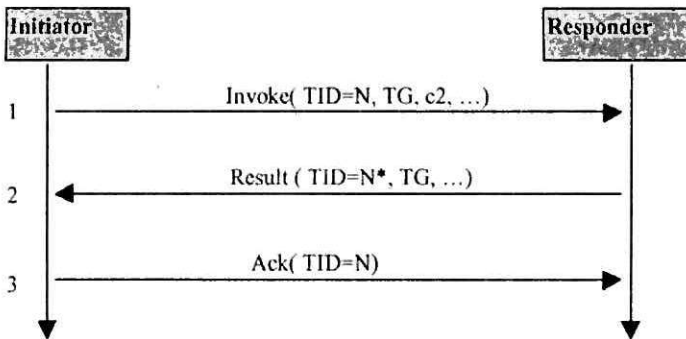 Initiator Responder
1 Invoke( TID=N, TG, c2, ...)
2 Result ( TID=N*, TG, ...)
3 Ack( TID=N)